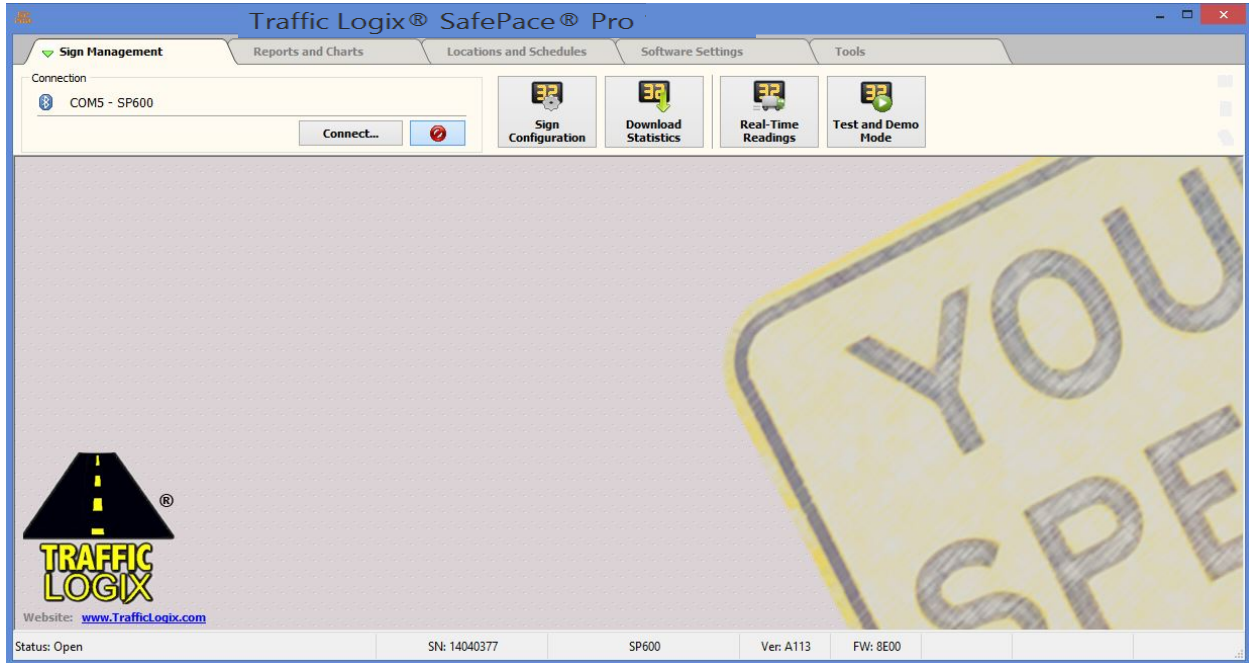 Traffic Logix® SafePace® Pro
Sign Management Reports and Charts Locations and Schedules Software Settings Tools
Connection
COM5 - SP600
Connect...
Sign
Configuration
Download
Statistics
Real-Time
Readings
Test and Demo
Mode
YOU
SPE
®
TRAFFIC
LOGIX
Website: www.TrafficLogix.com
Status: Open SN: 14040377 SP600 Ver: A113 FW: 8E00